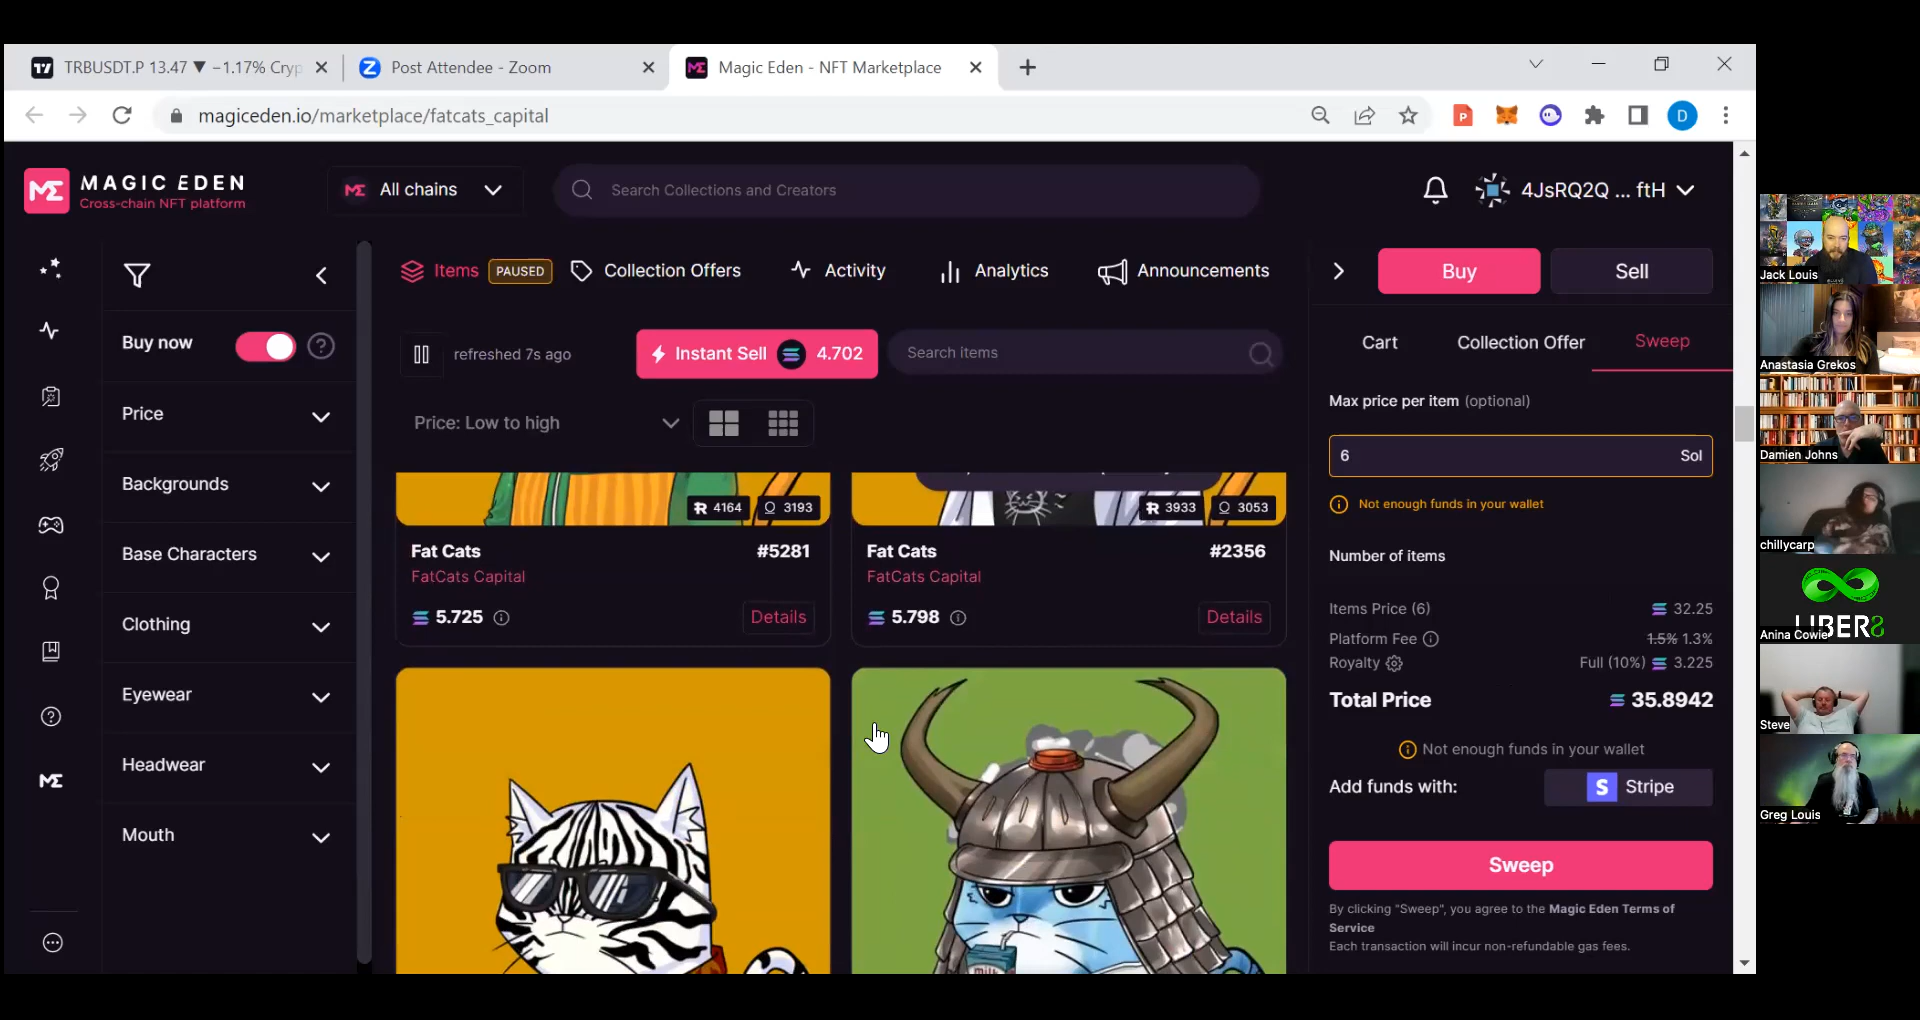 TRBUSDT.P 13.47 ▼ −1.17% Cryp
Post Attendee - Zoom
Magic Eden - NFT Marketplace
magiceden.io/marketplace/fatcats_capital
P
D
MAGIC EDEN
Cross-chain NFT platform
All chains
Search Collections and Creators
4JsRQ2Q ... ftH
Items PAUSED
Collection Offers
Activity
Analytics
Announcements
Buy
Sell
Buy now
refreshed 7s ago
Instant Sell 4.702
Search items
Cart
Collection Offer
Sweep
Price
Price: Low to high
Max price per item (optional)
6 Sol
Not enough funds in your wallet
Backgrounds
Base Characters
Clothing
Eyewear
Headwear
Mouth
4164 3193
3933 3053
Fat Cats #5281
FatCats Capital
5.725 Details
Fat Cats #2356
FatCats Capital
5.798 Details
milk
Number of items
Items Price (6) 32.25
Platform Fee 1.5% 1.3%
Royalty Full (10%) 3.225
Total Price 35.8942
Not enough funds in your wallet
Add funds with: S Stripe
Sweep
By clicking "Sweep", you agree to the Magic Eden Terms of
Service
Each transaction will incur non-refundable gas fees.
Jack Louis
Anastasia Grekos
Damien Johns
chillycarp
LIBER8
Anina Cowie
Steve
Greg Louis